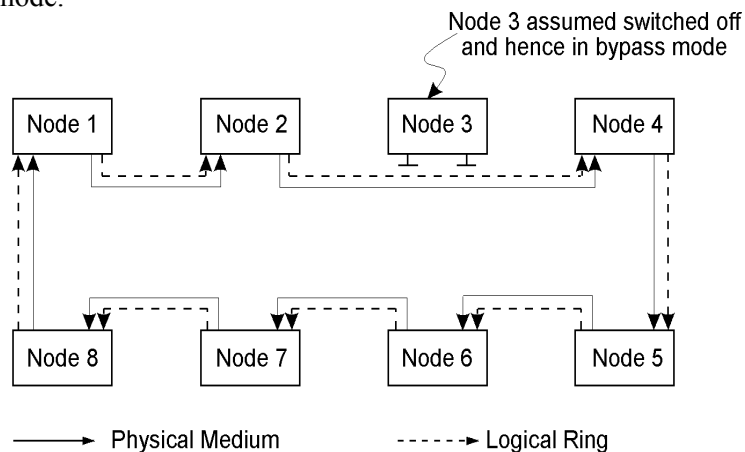 node.
Node 3 assumed switched off
and hence in bypass mode
Node 1
Node 2
Node 3
Node 4
Node 8
Node 7
Node 6
Node 5
Physical Medium
Logical Ring